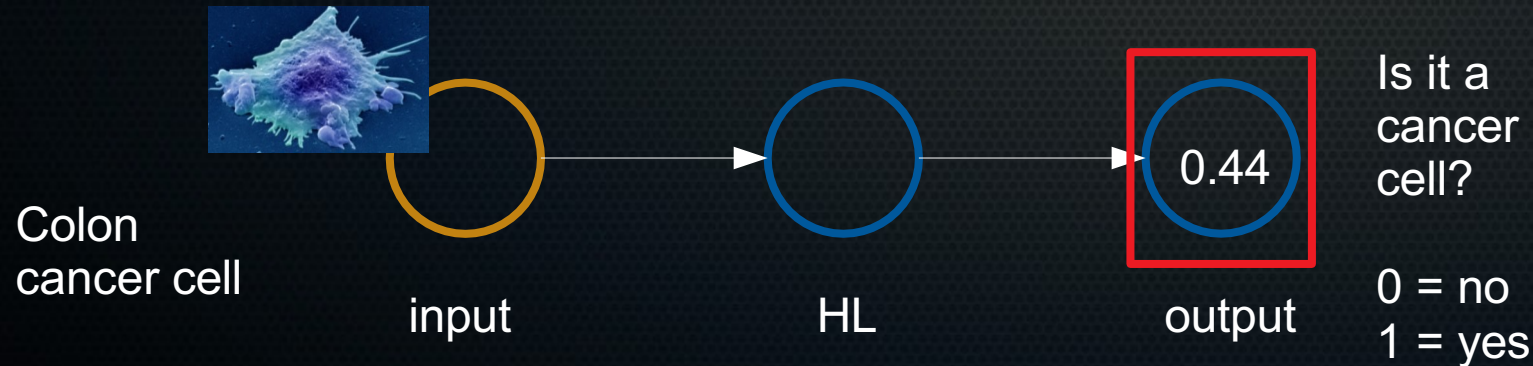 Colon
cancer cell
input
HL
0.44
output
Is it a
cancer
cell?
0 = no
1 = yes